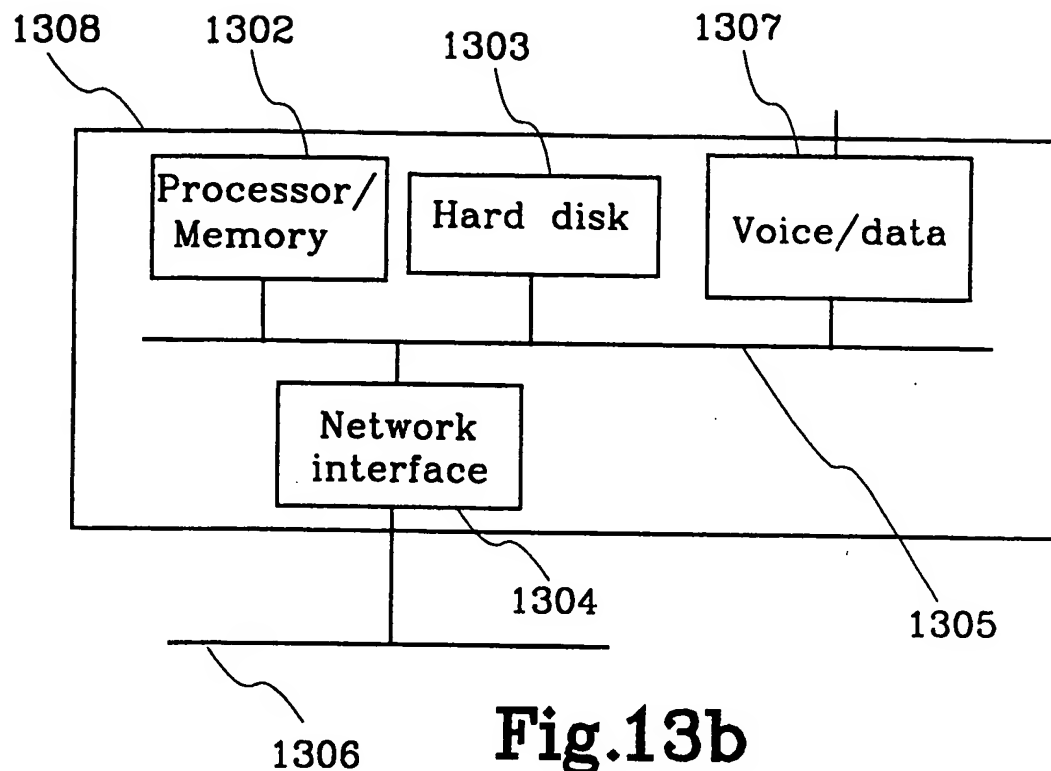 1308
1302
1303
1307
Processor/
Memory
Hard disk
Voice/data
Network
interface
1304
1305
1306
Fig.13b